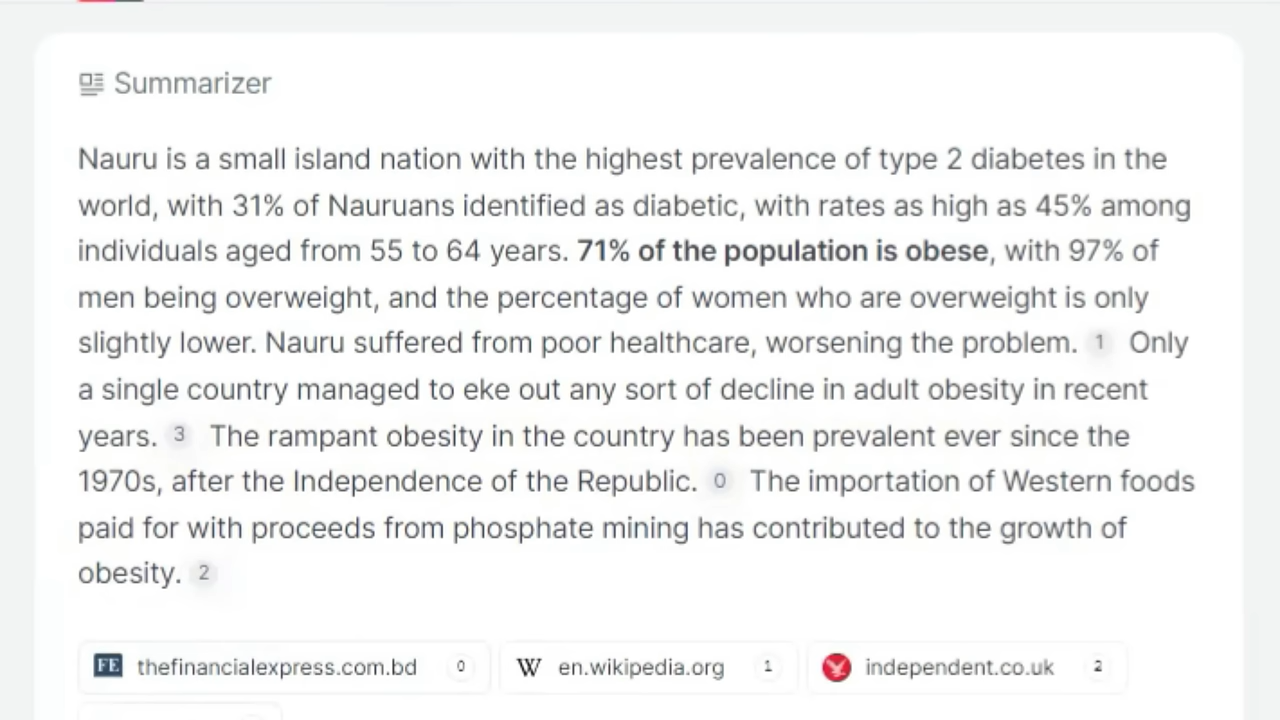 Summarizer
Nauru is a small island nation with the highest prevalence of type 2 diabetes in the
world, with 31% of Nauruans identified as diabetic, with rates as high as 45% among
individuals aged from 55 to 64 years. 71% of the population is obese, with 97% of
men being overweight, and the percentage of women who are overweight is only
slightly lower. Nauru suffered from poor healthcare, worsening the problem. 1 Only
a single country managed to eke out any sort of decline in adult obesity in recent
years. 3 The rampant obesity in the country has been prevalent ever since the
1970s, after the Independence of the Republic. 0 The importation of Western foods
paid for with proceeds from phosphate mining has contributed to the growth of
obesity. 2
FE thefinancialexpress.com.bd 0 W en.wikipedia.org 1 independent.co.uk 2